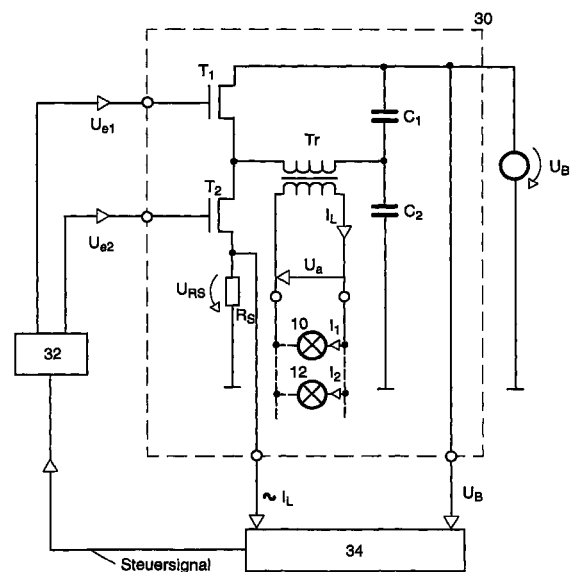 30
T1
Ue1
Tr
C1
UB
T2
Ue2
IL
C2
Ua
URS
RS
10
I1
32
12
I2
~ IL
UB
34
Steuersignal